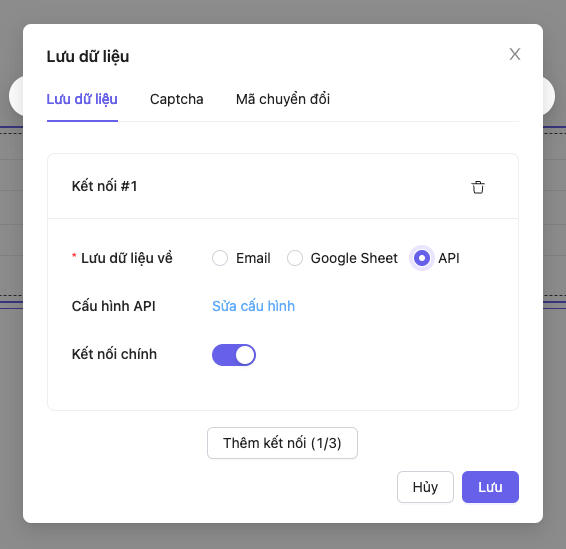 Lưu dữ liệu
Lưu dữ liệu Captcha Mã chuyển đổi
Kết nối #1
* Lưu dữ liệu về Email Google Sheet API
Cấu hình API Sửa cấu hình
Kết nối chính
Thêm kết nối (1/3)
Hủy Lưu